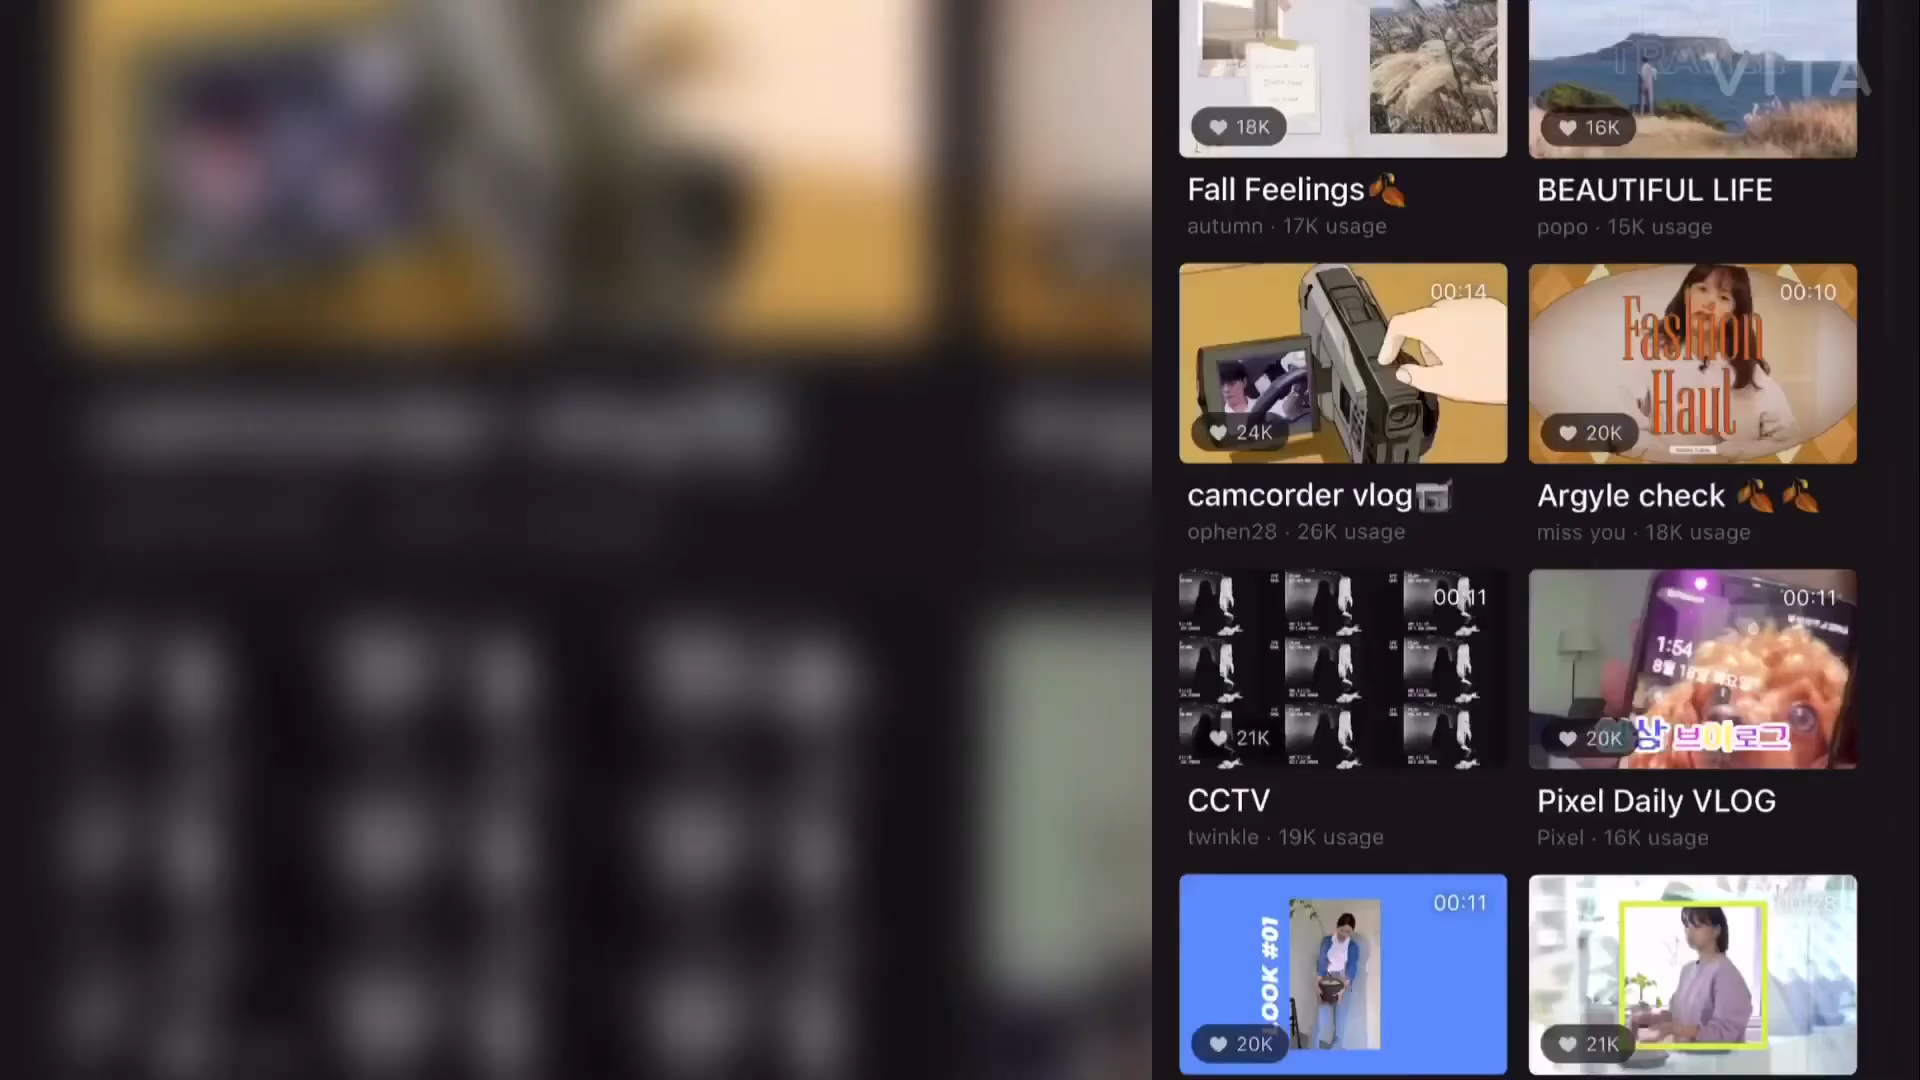 TRAVEL
VITA
18K
16K
Fall Feelings
BEAUTIFUL LIFE
autumn · 17K usage
popo · 15K usage
00:14
00:10
Fashion
Haul
24K
20K
camcorder vlog
Argyle check
ophen28 · 26K usage
miss you · 18K usage
00:11
00:11
1:54
21K
20K
상 브이로그
CCTV
Pixel Daily VLOG
twinkle · 19K usage
Pixel · 16K usage
00:11
LOOK #01
20K
21K